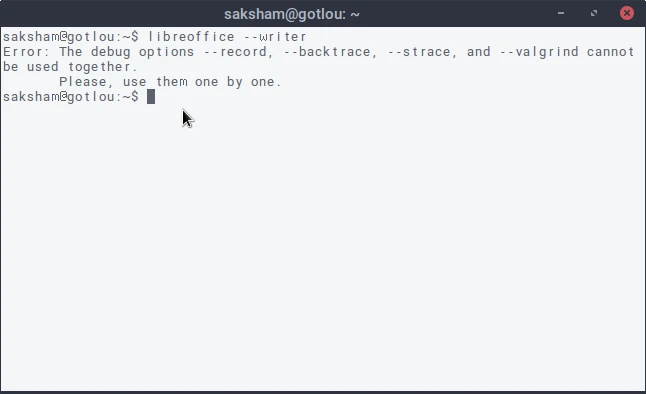 saksham@gotlou: ~
saksham@gotlou:~$ libreoffice --writer
Error: The debug options --record, --backtrace, --strace, and --valgrind cannot
be used together.
       Please, use them one by one.
saksham@gotlou:~$